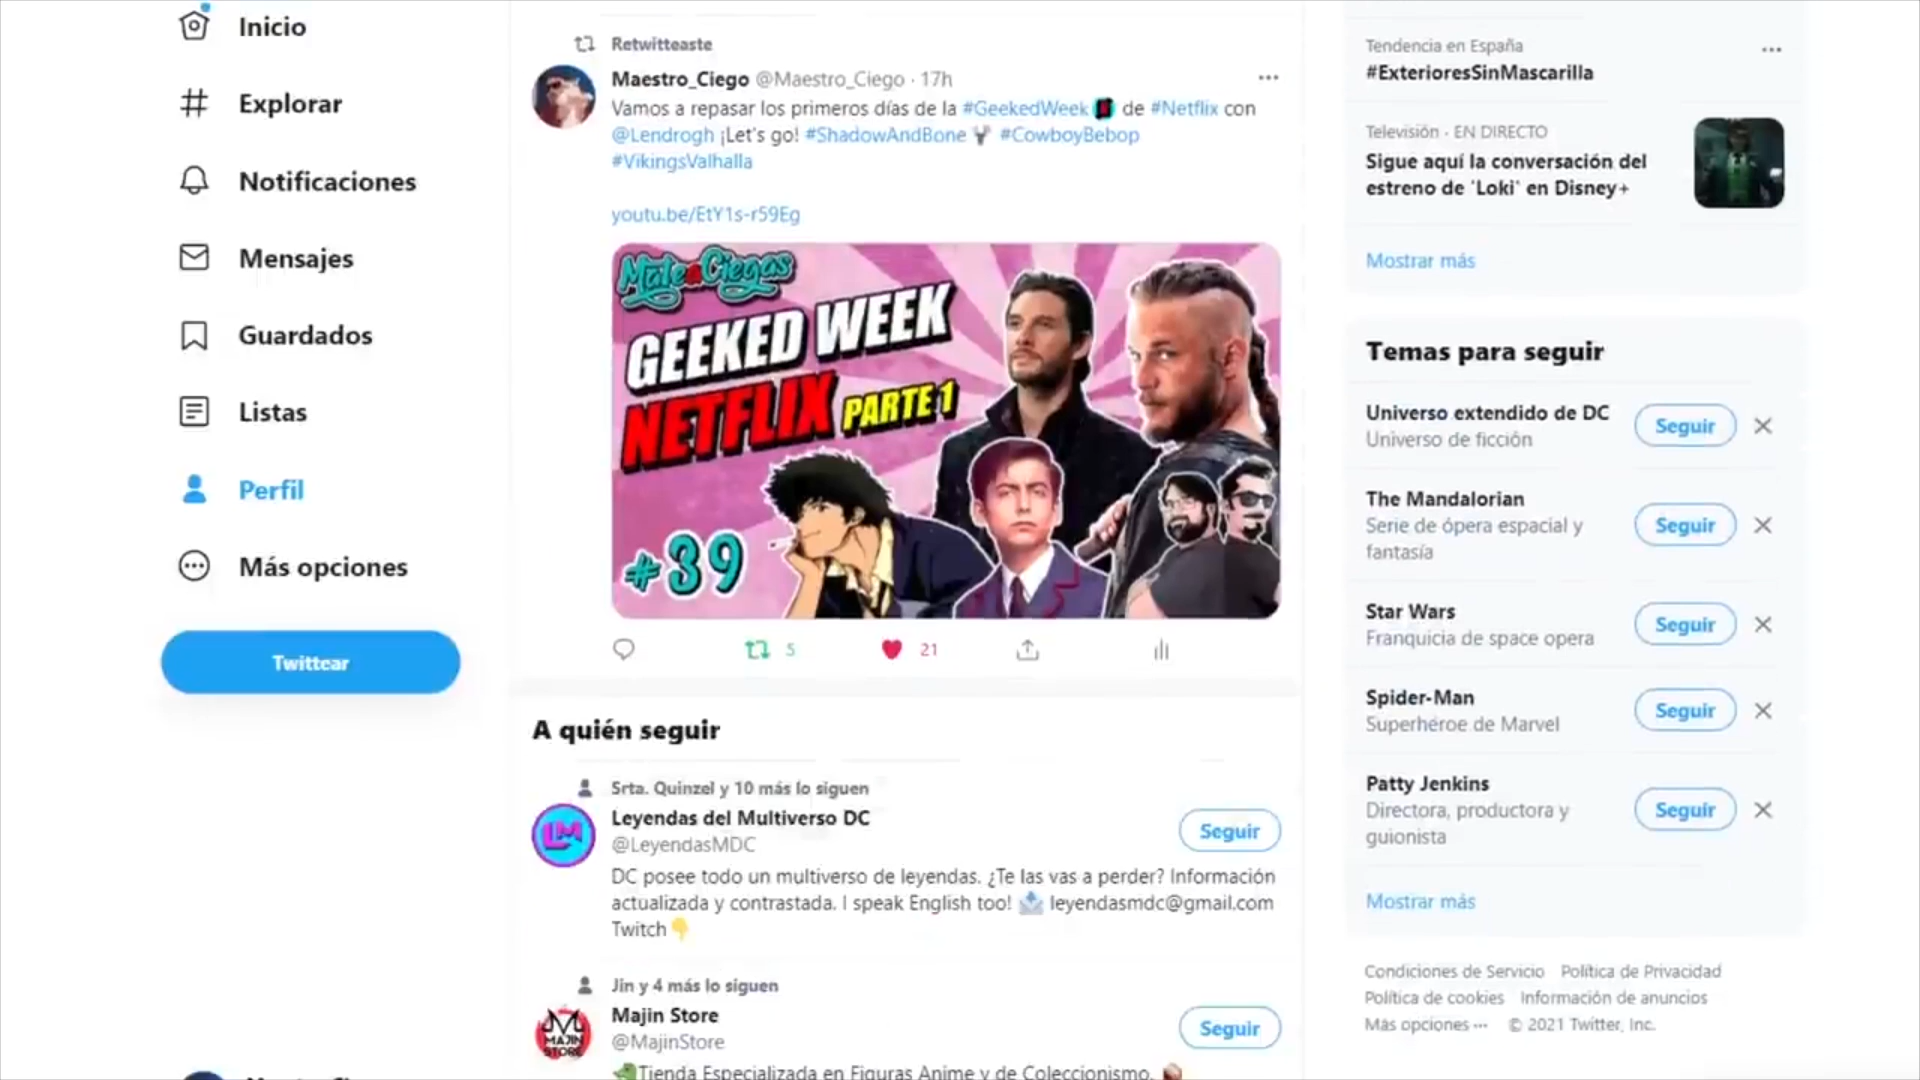 Inicio
Explorar
Notificaciones
Mensajes
Guardados
Listas
Perfil
Más opciones
Twittear
Retwitteaste
Maestro_Ciego @Maestro_Ciego · 17h
Vamos a repasar los primeros días de la #GeekedWeek de #Netflix con
@Lendrogh ¡Let's go! #ShadowAndBone #CowboyBebop
#VikingsValhalla
youtu.be/EtY1s-r59Eg
Mate a Ciegas
GEEKED WEEK
NETFLIX PARTE 1
#39
5
21
A quién seguir
Srta. Quinzel y 10 más lo siguen
LM
Leyendas del Multiverso DC
@LeyendasMDC
Seguir
DC posee todo un multiverso de leyendas. ¿Te las vas a perder? Información
actualizada y contrastada. I speak English too! leyendasmdc@gmail.com
Twitch
Jin y 4 más lo siguen
MAJIN
STORE
Majin Store
@MajinStore
Seguir
Tienda Especializada en Figuras Anime y de Coleccionismo.
Tendencia en España
#ExterioresSinMascarilla
Televisión · EN DIRECTO
Sigue aquí la conversación del
estreno de 'Loki' en Disney+
Mostrar más
Temas para seguir
Universo extendido de DC
Universo de ficción
Seguir
The Mandalorian
Serie de ópera espacial y
fantasía
Seguir
Star Wars
Franquicia de space opera
Seguir
Spider-Man
Superhéroe de Marvel
Seguir
Patty Jenkins
Directora, productora y
guionista
Seguir
Mostrar más
Condiciones de Servicio Política de Privacidad
Política de cookies Información de anuncios
Más opciones ··· © 2021 Twitter, Inc.